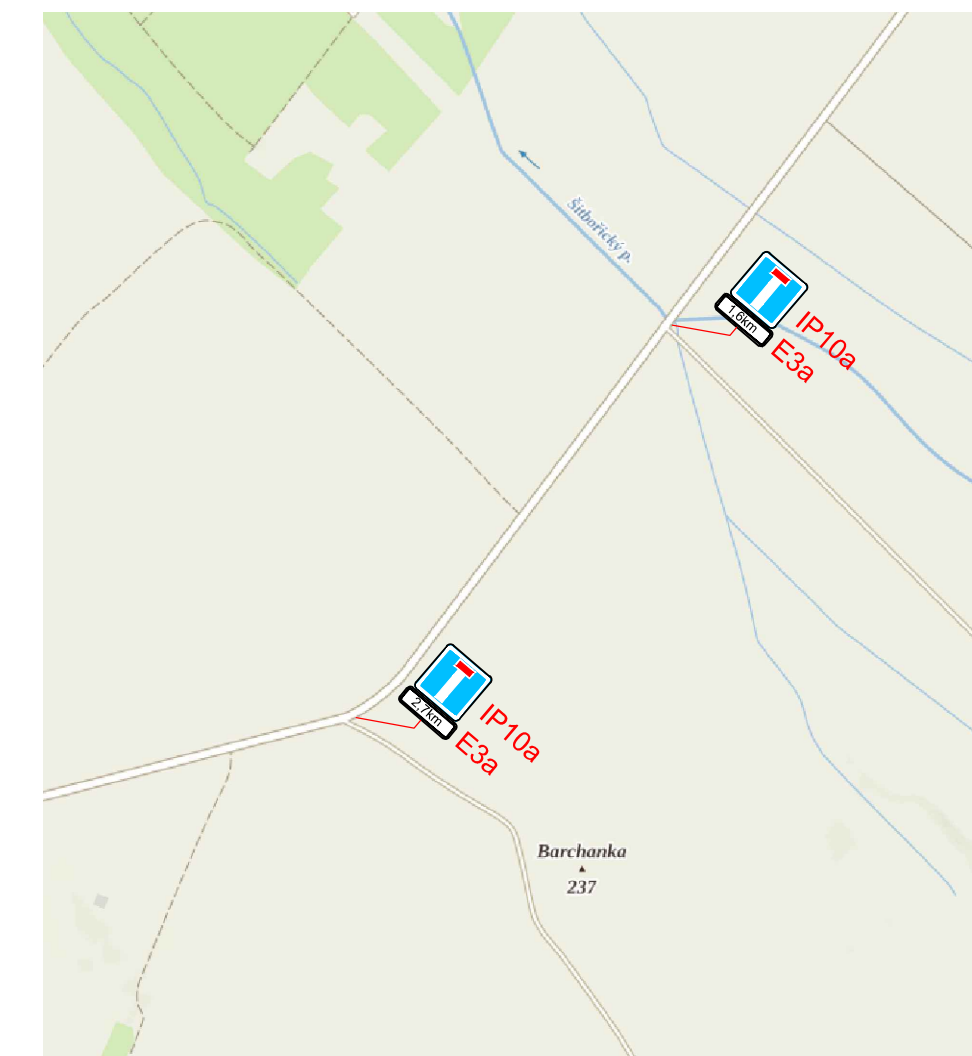 Šitbořický p.
1,6km
IP10a
E3a
2,7km
IP10a
E3a
Barchanka
237